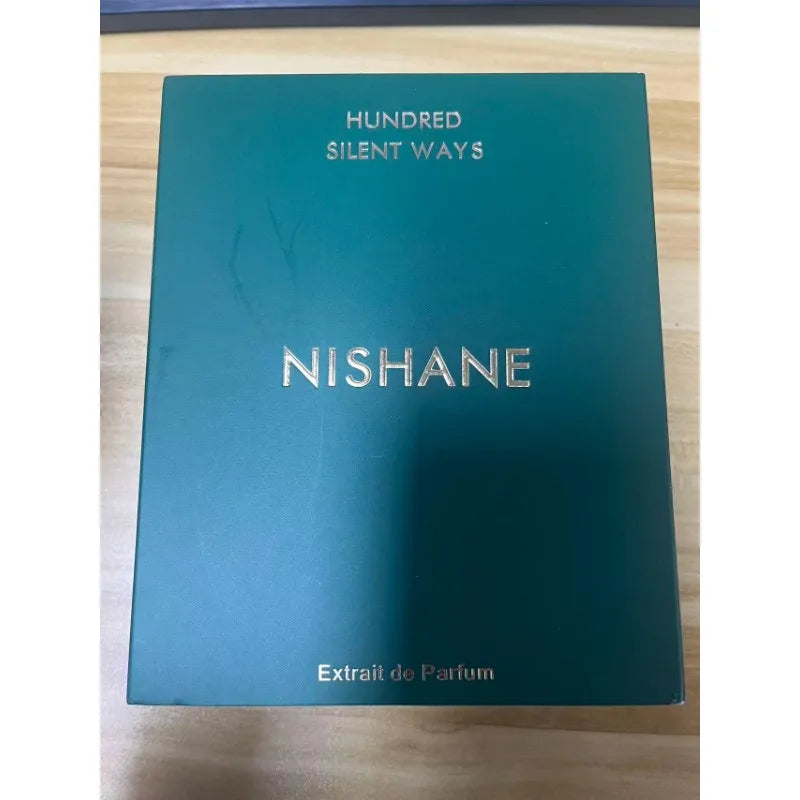 HUNDRED
SILENT WAYS
NISHANE
Extrait de Parfum